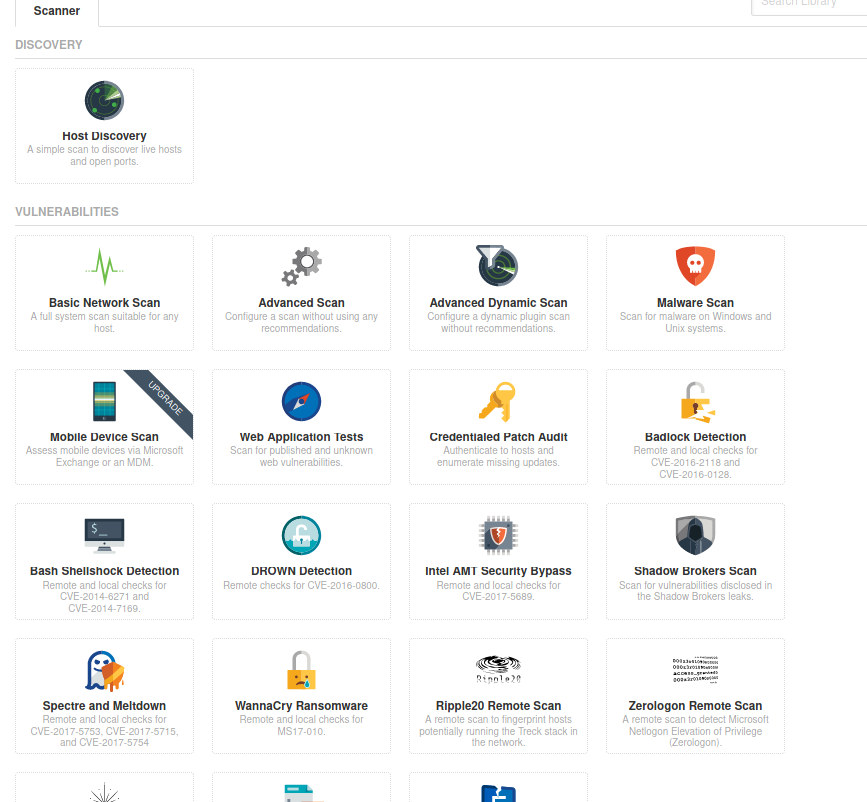 Scanner
Search Library
DISCOVERY
Host Discovery
A simple scan to discover live hosts
and open ports.
VULNERABILITIES
Basic Network Scan
A full system scan suitable for any
host.
Advanced Scan
Configure a scan without using any
recommendations.
Advanced Dynamic Scan
Configure a dynamic plugin scan
without recommendations.
Malware Scan
Scan for malware on Windows and
Unix systems.
UPGRADE
Mobile Device Scan
Assess mobile devices via Microsoft
Exchange or an MDM.
Web Application Tests
Scan for published and unknown
web vulnerabilities.
Credentialed Patch Audit
Authenticate to hosts and
enumerate missing updates.
Badlock Detection
Remote and local checks for
CVE-2016-2118 and
CVE-2016-0128.
$_
Bash Shellshock Detection
Remote and local checks for
CVE-2014-6271 and
CVE-2014-7169.
DROWN Detection
Remote checks for CVE-2016-0800.
Intel AMT Security Bypass
Remote and local checks for
CVE-2017-5689.
Shadow Brokers Scan
Scan for vulnerabilities disclosed in
the Shadow Brokers leaks.
Spectre and Meltdown
Remote and local checks for
CVE-2017-5753, CVE-2017-5715,
and CVE-2017-5754
WannaCry Ransomware
Remote and local checks for
MS17-010.
Ripple20
Ripple20 Remote Scan
A remote scan to fingerprint hosts
potentially running the Treck stack in
the network.
Zerologon Remote Scan
A remote scan to detect Microsoft
Netlogon Elevation of Privilege
(Zerologon).